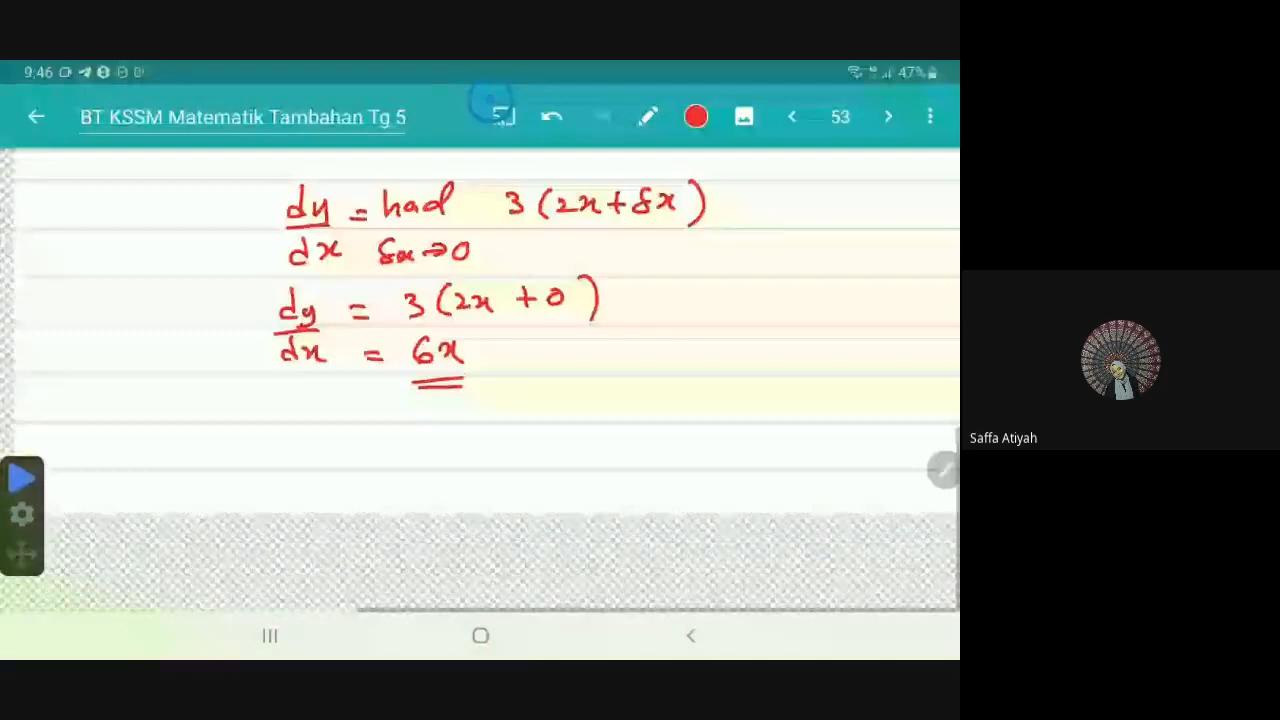 9:46 47%
BT KSSM Matematik Tambahan Tg 5 53
dy/dx = had δx→0 3(2x+δx)
dy/dx = 3(2x+0)
= 6x
Saffa Atiyah